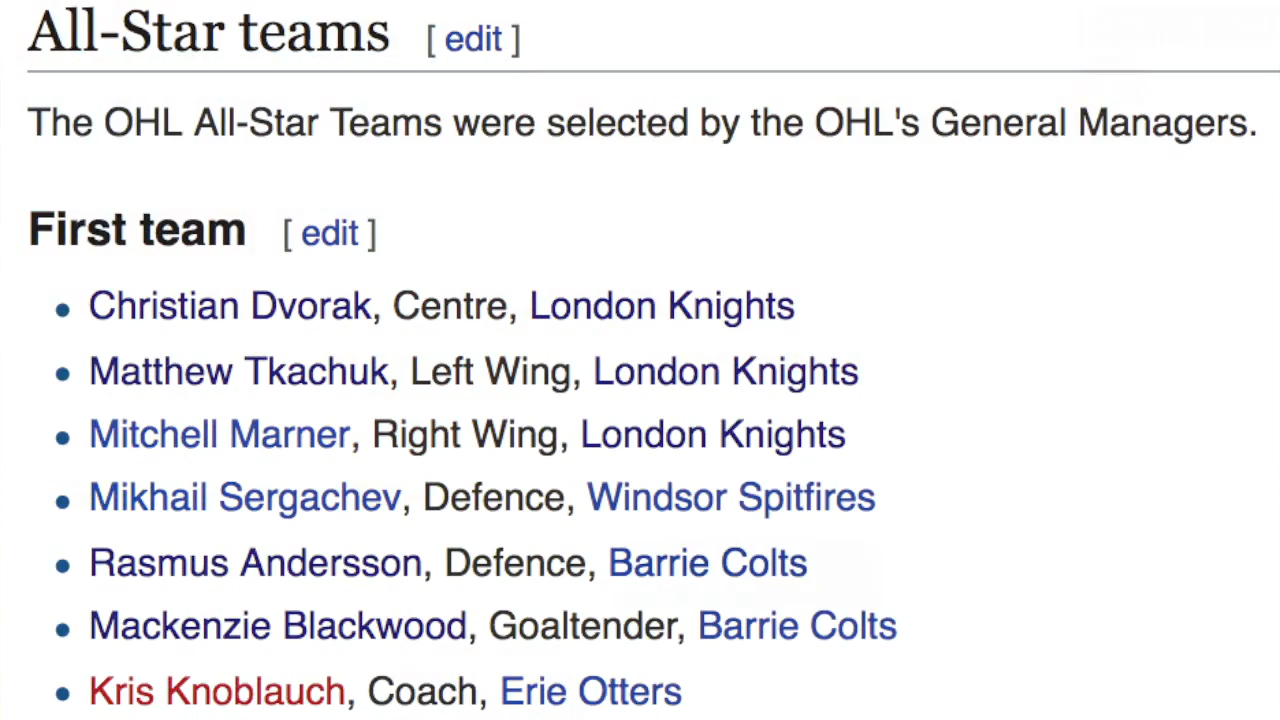 All-Star teams [ edit ]
The OHL All-Star Teams were selected by the OHL's General Managers.
First team [ edit ]
• Christian Dvorak, Centre, London Knights
• Matthew Tkachuk, Left Wing, London Knights
• Mitchell Marner, Right Wing, London Knights
• Mikhail Sergachev, Defence, Windsor Spitfires
• Rasmus Andersson, Defence, Barrie Colts
• Mackenzie Blackwood, Goaltender, Barrie Colts
• Kris Knoblauch, Coach, Erie Otters